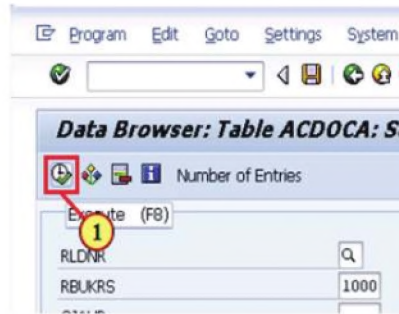 Program Edit Goto Settings System
Data Browser: Table ACDOCA: S
Number of Entries
Execute (F8)
1
RLDNR
RBUKRS 1000